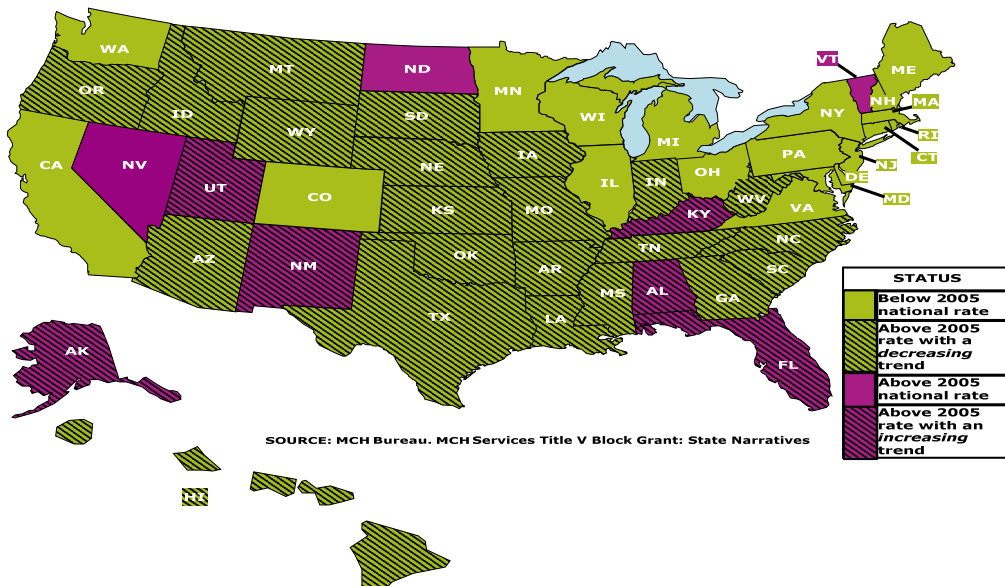 WA
MT
ND
MN
OR
ID
WY
SD
WI
MI
VT
ME
NH
MA
NY
RI
CT
NJ
PA
DE
MD
CA
NV
UT
CO
NE
IA
IL
IN
OH
WV
VA
KS
MO
KY
AZ
NM
OK
AR
TN
NC
SC
TX
LA
MS
AL
GA
FL
AK
HI
STATUS
Below 2005
national rate
Above 2005
rate with a
decreasing
trend
Above 2005
national rate
Above 2005
rate with an
increasing
trend
SOURCE: MCH Bureau. MCH Services Title V Block Grant: State Narratives